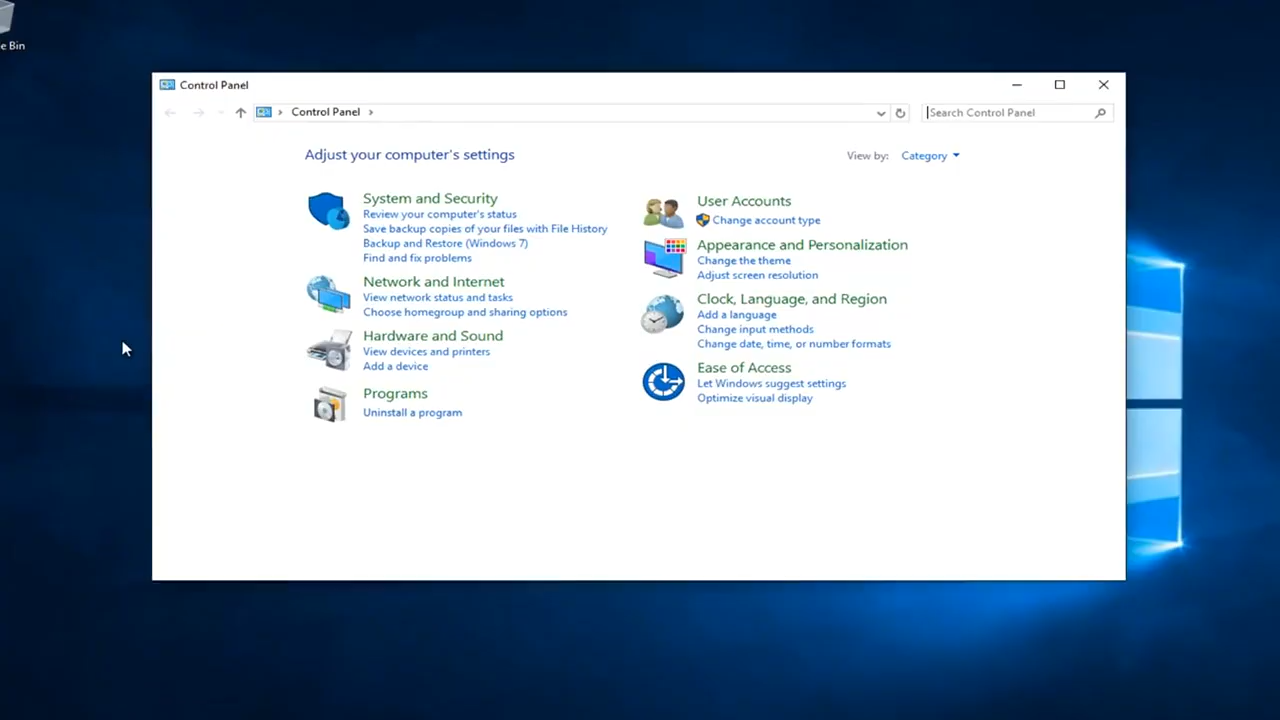 e Bin
Control Panel
Control Panel
Search Control Panel
Adjust your computer's settings
View by: Category
System and Security
Review your computer's status
Save backup copies of your files with File History
Backup and Restore (Windows 7)
Find and fix problems
Network and Internet
View network status and tasks
Choose homegroup and sharing options
Hardware and Sound
View devices and printers
Add a device
Programs
Uninstall a program
User Accounts
Change account type
Appearance and Personalization
Change the theme
Adjust screen resolution
Clock, Language, and Region
Add a language
Change input methods
Change date, time, or number formats
Ease of Access
Let Windows suggest settings
Optimize visual display